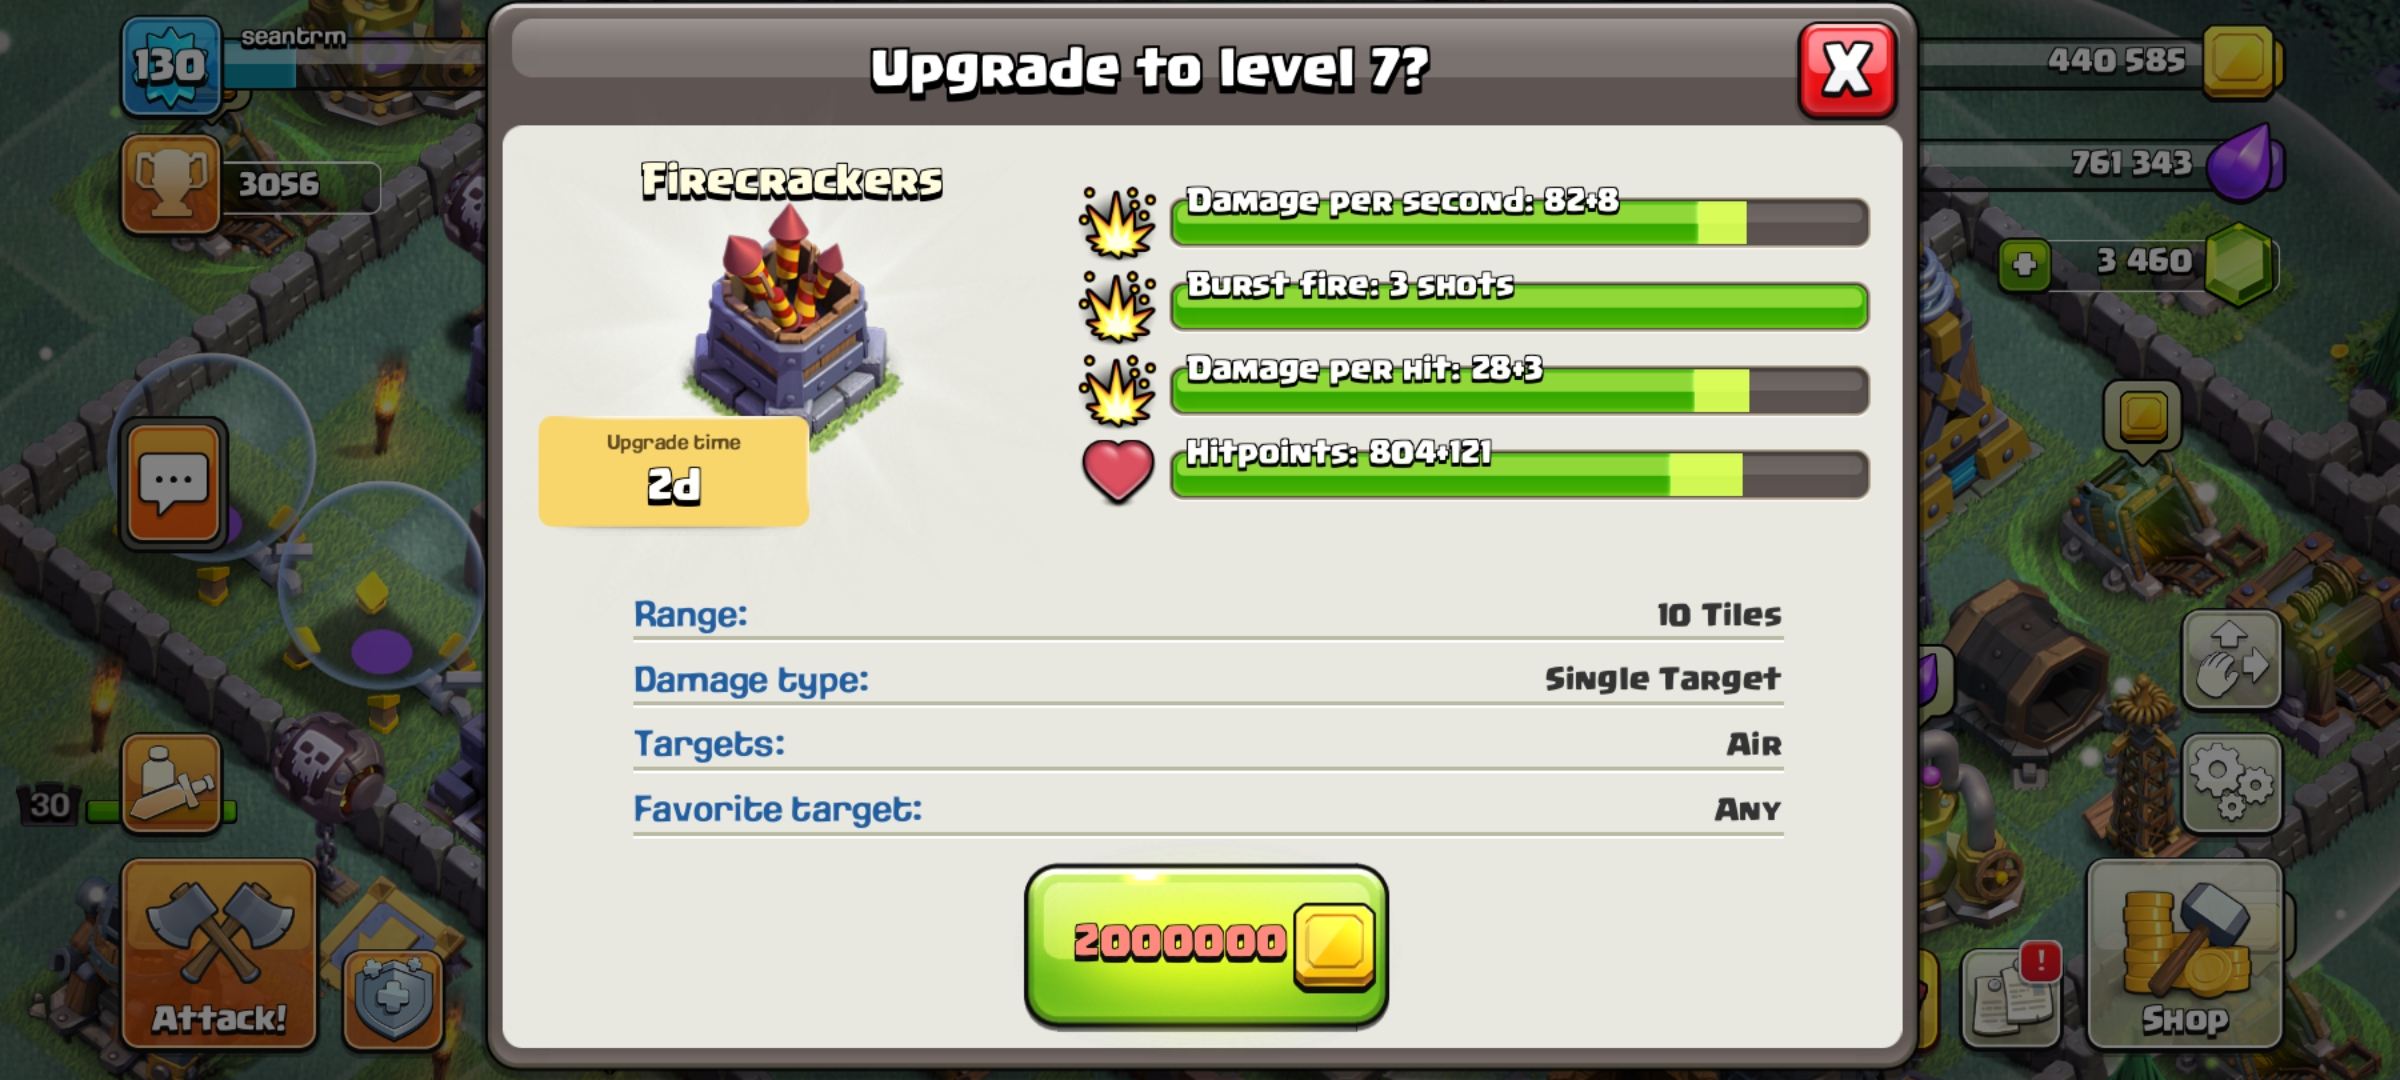 130
seantrm
3056
30
Attack!
Upgrade to level 7?
X
Firecrackers
Upgrade time
2d
Damage per second: 82+8
Burst fire: 3 shots
Damage per hit: 28+3
Hitpoints: 804+121
Range: 10 Tiles
Damage type: Single Target
Targets: Air
Favorite target: Any
2000000
440 585
761 343
3 460
!
Shop